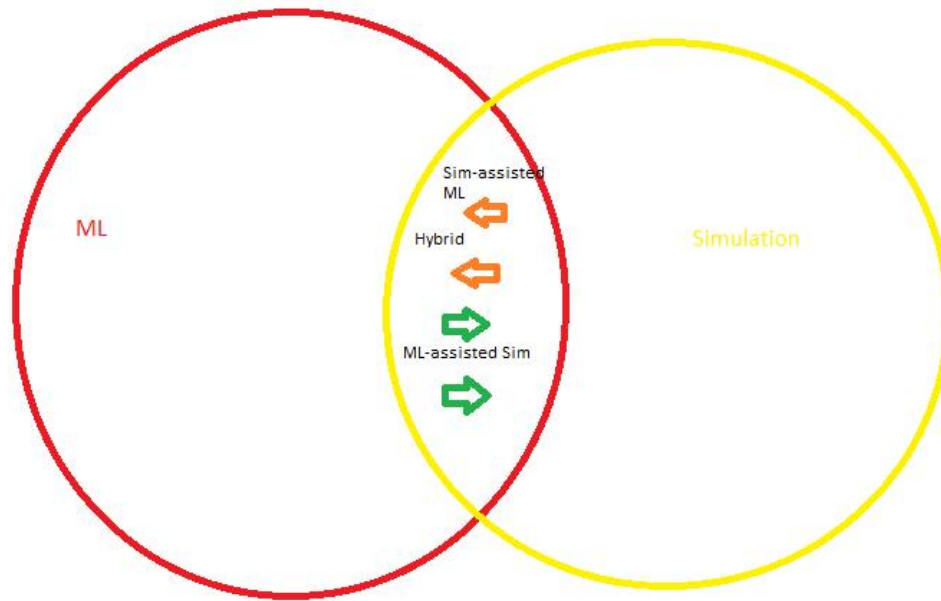 Sim-assisted
ML
ML
Hybrid
Simulation
ML-assisted Sim